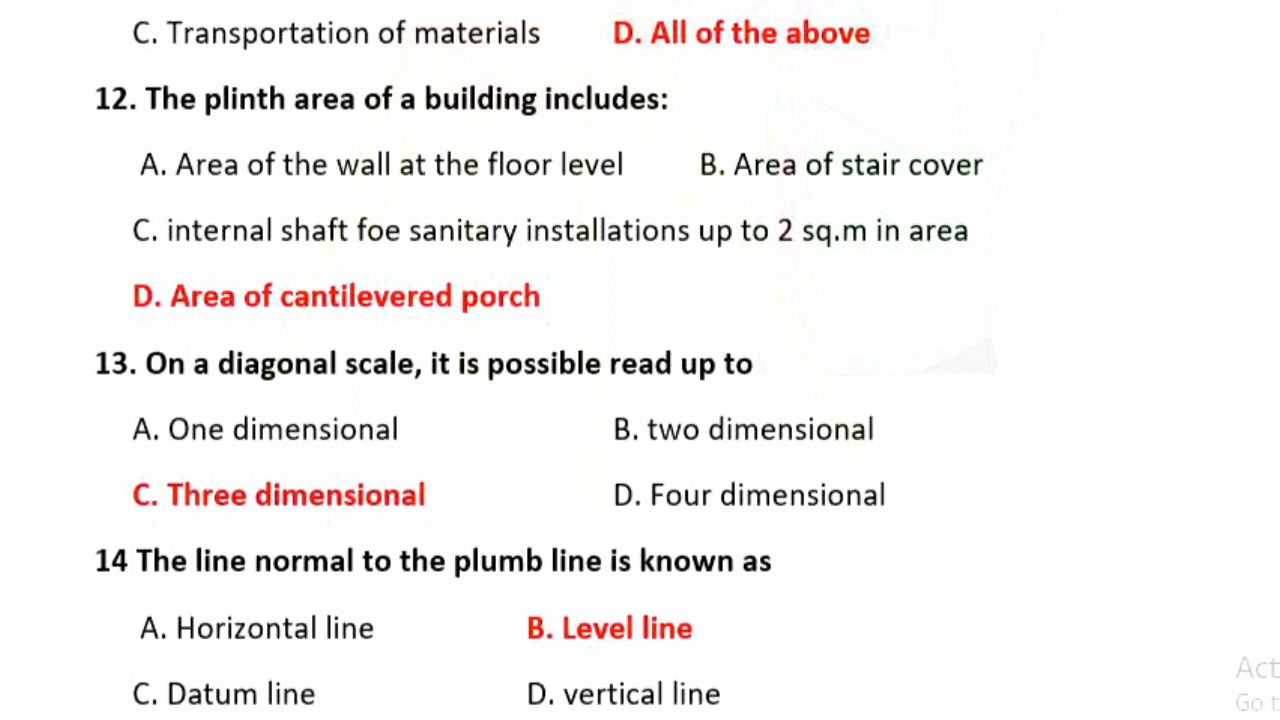 C. Transportation of materials D. All of the above
12. The plinth area of a building includes:
A. Area of the wall at the floor level B. Area of stair cover
C. internal shaft foe sanitary installations up to 2 sq.m in area
D. Area of cantilevered porch
13. On a diagonal scale, it is possible read up to
A. One dimensional B. two dimensional
C. Three dimensional D. Four dimensional
14 The line normal to the plumb line is known as
A. Horizontal line B. Level line
C. Datum line D. vertical line
Act
Go t